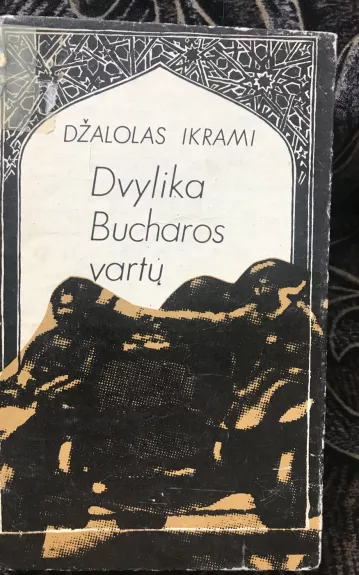 DŽALOLAS IKRAMI
Dvylika
Bucharos
vartų